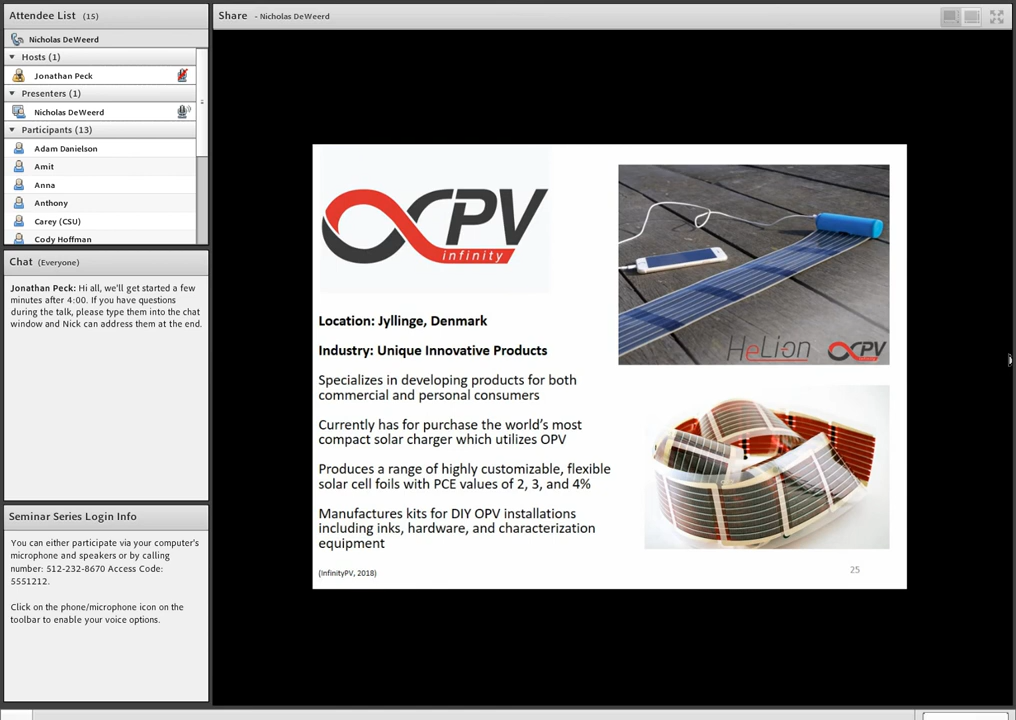 Attendee List (15)
Nicholas DeWeerd
Hosts (1)
Jonathan Peck
Presenters (1)
Nicholas DeWeerd
Participants (13)
Adam Danielson
Amit
Anna
Anthony
Carey (CSU)
Cody Hoffman
Chat (Everyone)
Jonathan Peck: Hi all, we'll get started a few
minutes after 4:00. If you have questions
during the talk, please type them into the chat
window and Nick can address them at the end.
Seminar Series Login Info
You can either participate via your computer's
microphone and speakers or by calling
number: 512-232-8670 Access Code:
5551212.
Click on the phone/microphone icon on the
toolbar to enable your voice options.
Share - Nicholas DeWeerd
PV
infinity
Location: Jyllinge, Denmark
Industry: Unique Innovative Products
Specializes in developing products for both
commercial and personal consumers
Currently has for purchase the world's most
compact solar charger which utilizes OPV
Produces a range of highly customizable, flexible
solar cell foils with PCE values of 2, 3, and 4%
Manufactures kits for DIY OPV installations
including inks, hardware, and characterization
equipment
(InfinityPV, 2018)
HeLion PV
infinity
25